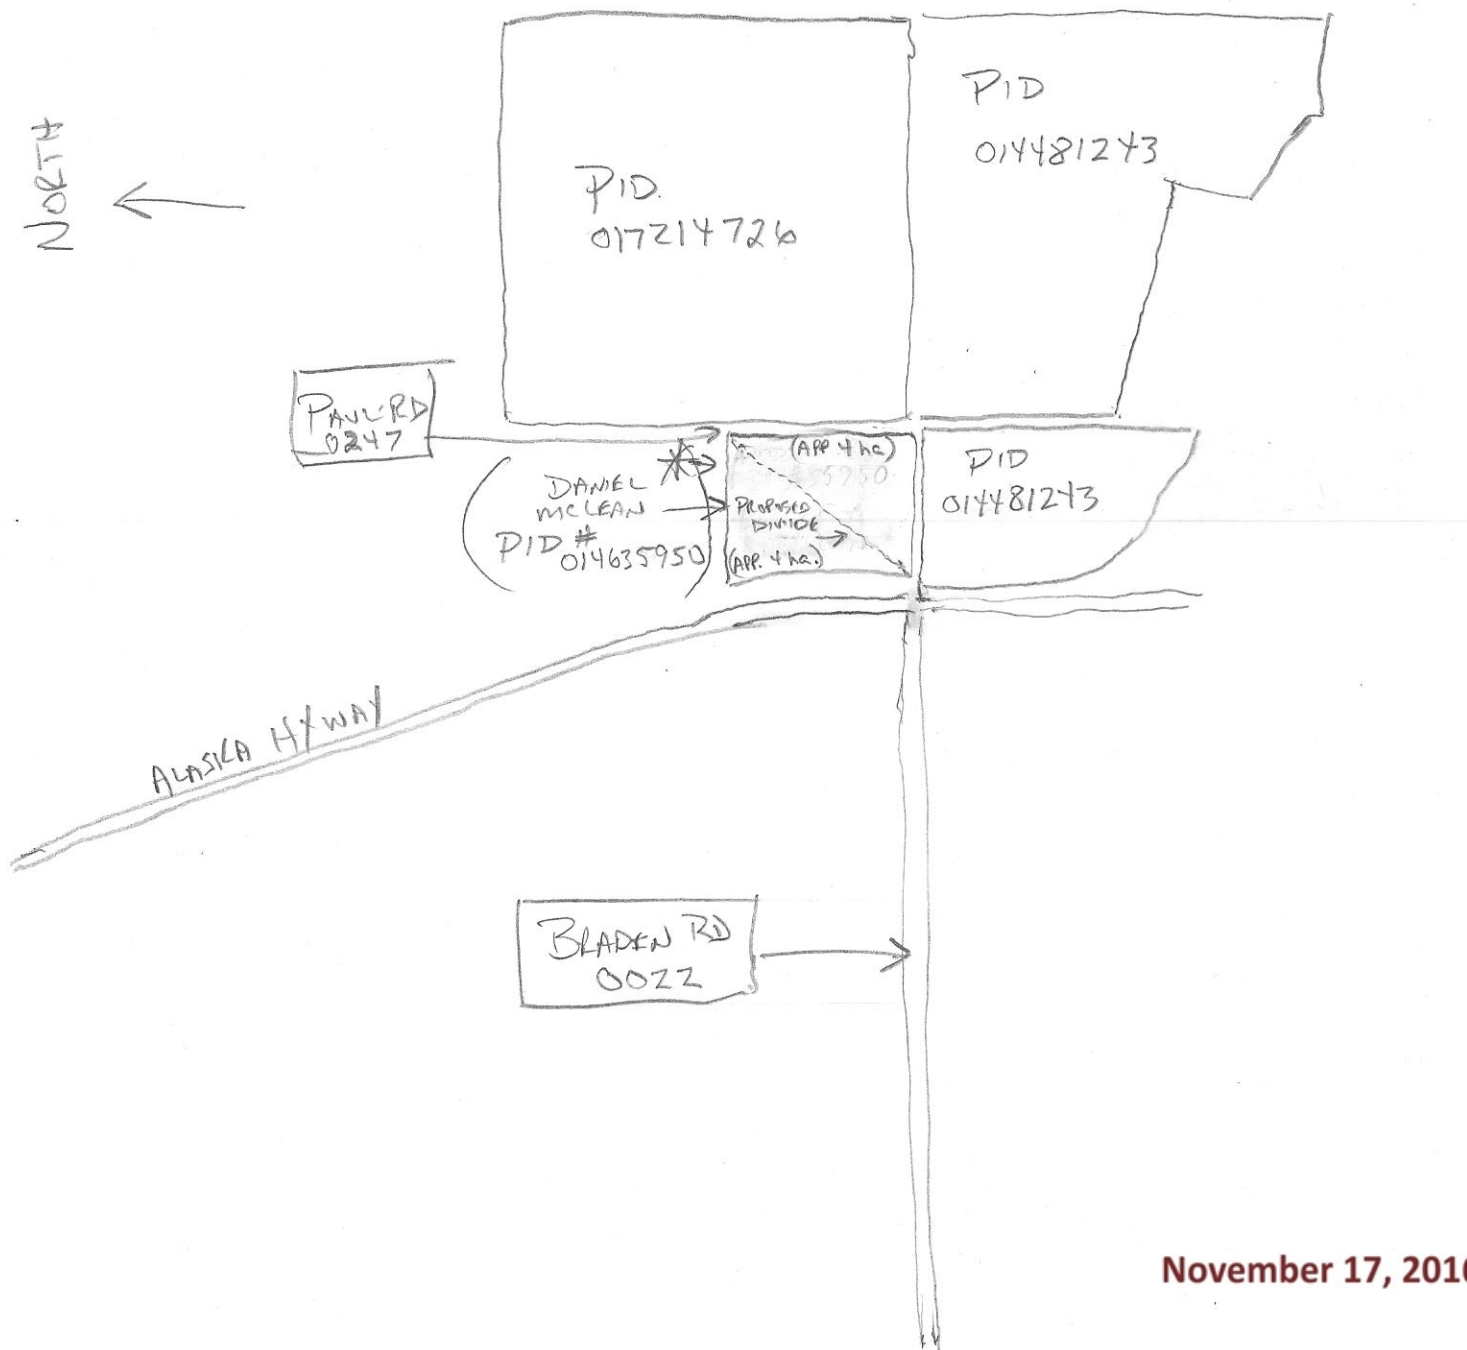 NORTH
PID
014481243
PID.
017214726
PAUL RD
0247
(APP 4 ha)
DANIEL
MCLEAN
PID #
014635950
PROPOSED
DIVIDE
(APP. 4 ha.)
PID
014481243
ALASKA HYWAY
BRADEN RD
0022
November 17, 2016